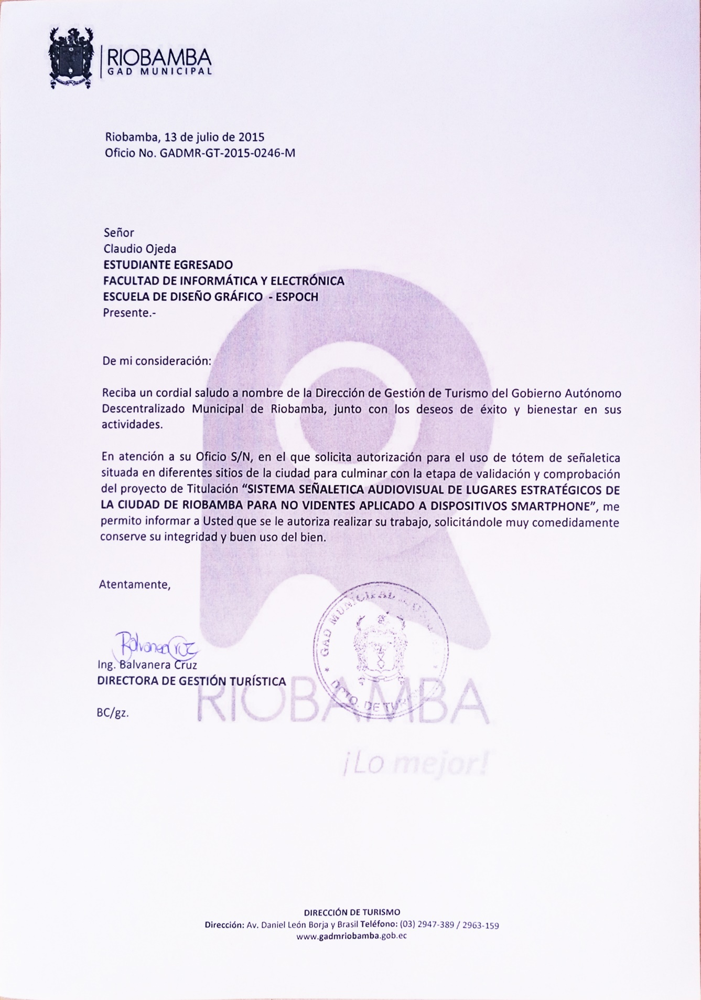 RIOBAMBA
GAD MUNICIPAL
Riobamba, 13 de julio de 2015
Oficio No. GADMR-GT-2015-0246-M
Señor
Claudio Ojeda
ESTUDIANTE EGRESADO
FACULTAD DE INFORMÁTICA Y ELECTRÓNICA
ESCUELA DE DISEÑO GRÁFICO - ESPOCH
Presente.-
De mi consideración:
Reciba un cordial saludo a nombre de la Dirección de Gestión de Turismo del Gobierno Autónomo
Descentralizado Municipal de Riobamba, junto con los deseos de éxito y bienestar en sus
actividades.
En atención a su Oficio S/N, en el que solicita autorización para el uso de tótem de señaletica
situada en diferentes sitios de la ciudad para culminar con la etapa de validación y comprobación
del proyecto de Titulación “SISTEMA SEÑALETICA AUDIOVISUAL DE LUGARES ESTRATÉGICOS DE
LA CIUDAD DE RIOBAMBA PARA NO VIDENTES APLICADO A DISPOSITIVOS SMARTPHONE”, me
permito informar a Usted que se le autoriza realizar su trabajo, solicitándole muy comedidamente
conserve su integridad y buen uso del bien.
Atentamente,
Balvanera Cruz
Ing. Balvanera Cruz
DIRECTORA DE GESTIÓN TURÍSTICA
BC/gz.
GAD MUNICIPAL
DPTO. DE
RIOBAMBA
¡Lo mejor!
DIRECCIÓN DE TURISMO
Dirección: Av. Daniel León Borja y Brasil Teléfono: (03) 2947-389 / 2963-159
www.gadmriobamba.gob.ec